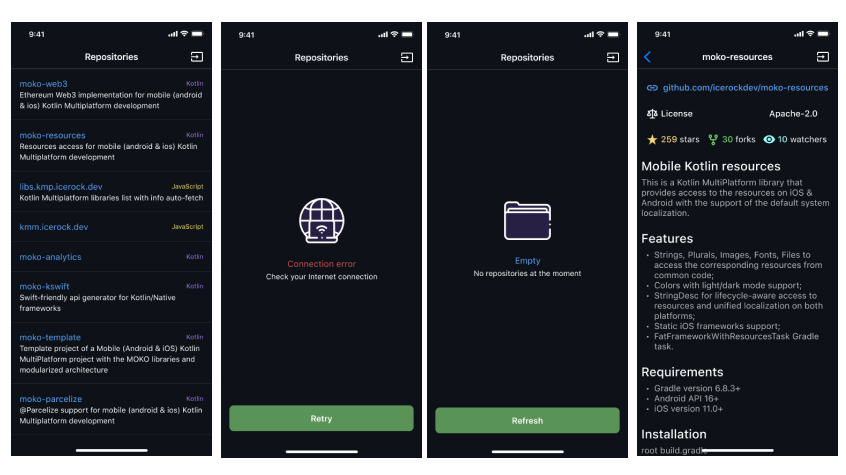 9:41
Repositories
moko-web3
Kotlin
Ethereum Web3 implementation for mobile (android
& ios) Kotlin Multiplatform development
moko-resources
Kotlin
Resources access for mobile (android & ios) Kotlin
Multiplatform development
libs.kmp.icerock.dev
JavaScript
Kotlin Multiplatform libraries list with info auto-fetch
kmm.icerock.dev
JavaScript
moko-analytics
Kotlin
moko-kswift
Kotlin
Swift-friendly api generator for Kotlin/Native
frameworks
moko-template
Kotlin
Template project of a Mobile (Android & iOS) Kotlin
MultiPlatform project with the MOKO libraries and
modularized architecture
moko-parcelize
Kotlin
@Parcelize support for mobile (android & ios) Kotlin
Multiplatform development
9:41
Repositories
Connection error
Check your Internet connection
Retry
9:41
Repositories
Empty
No repositories at the moment
Refresh
9:41
moko-resources
github.com/icerockdev/moko-resources
License
Apache-2.0
259 stars
30 forks
10 watchers
Mobile Kotlin resources
This is a Kotlin MultiPlatform library that
provides access to the resources on iOS &
Android with the support of the default system
localization.
Features
• Strings, Plurals, Images, Fonts, Files to
access the corresponding resources from
common code;
• Colors with light/dark mode support;
• StringDesc for lifecycle-aware access to
resources and unified localization on both
platforms;
• Static iOS frameworks support;
• FatFrameworkWithResourcesTask Gradle
task.
Requirements
• Gradle version 6.8.3+
• Android API 16+
• iOS version 11.0+
Installation
root build.gradle